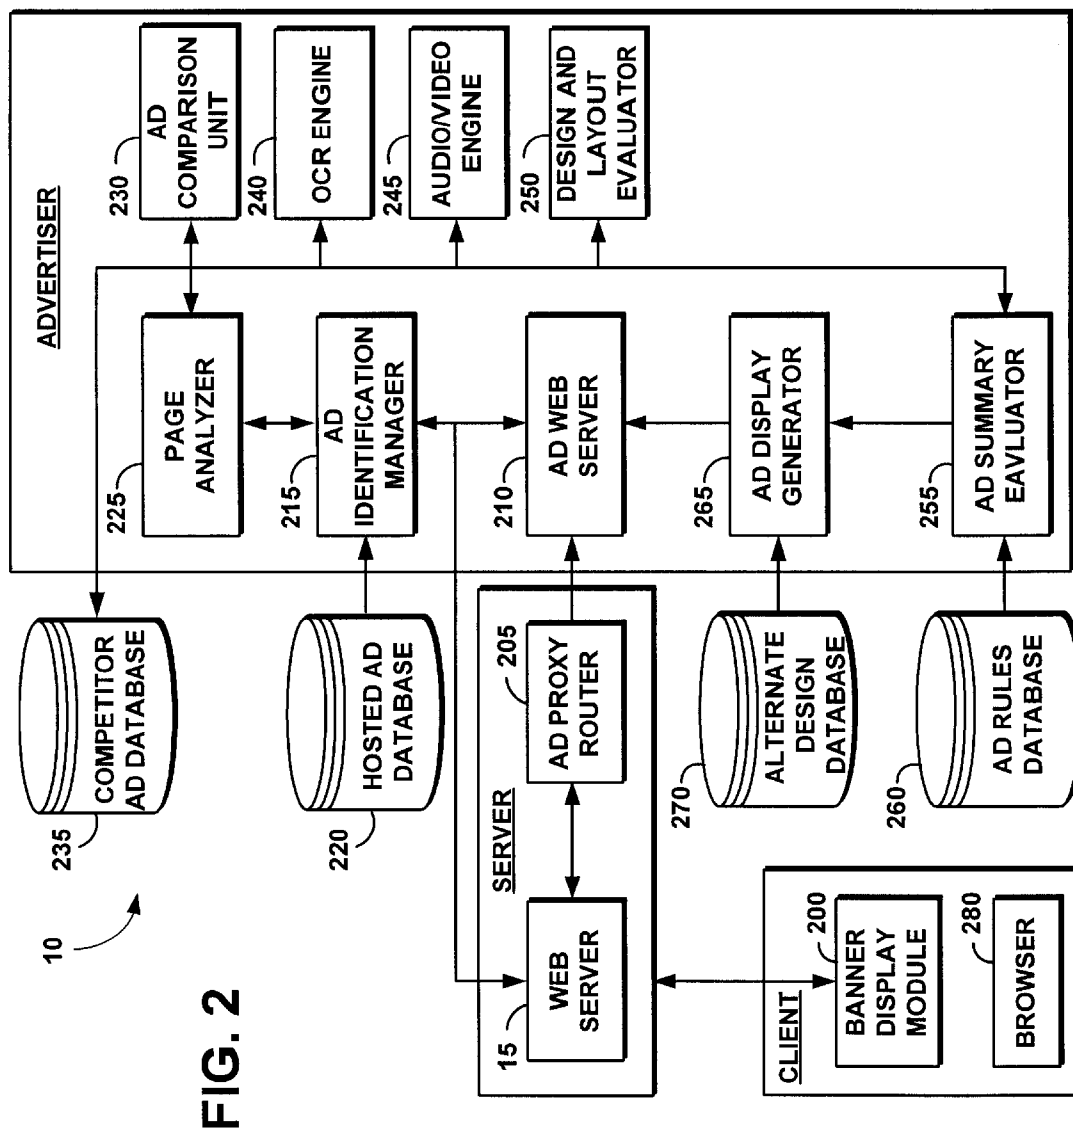 FIG. 2
10
ADVERTISER
230
AD
COMPARISON
UNIT
240
OCR ENGINE
245
AUDIO/VIDEO
ENGINE
250
DESIGN AND
LAYOUT
EVALUATOR
225
PAGE
ANALYZER
215
AD
IDENTIFICATION
MANAGER
210
AD WEB
SERVER
265
AD DISPLAY
GENERATOR
255
AD SUMMARY
EAVLUATOR
235
COMPETITOR
AD DATABASE
220
HOSTED AD
DATABASE
SERVER
205
AD PROXY
ROUTER
15
WEB
SERVER
270
ALTERNATE
DESIGN
DATABASE
260
AD RULES
DATABASE
CLIENT
200
BANNER
DISPLAY
MODULE
280
BROWSER